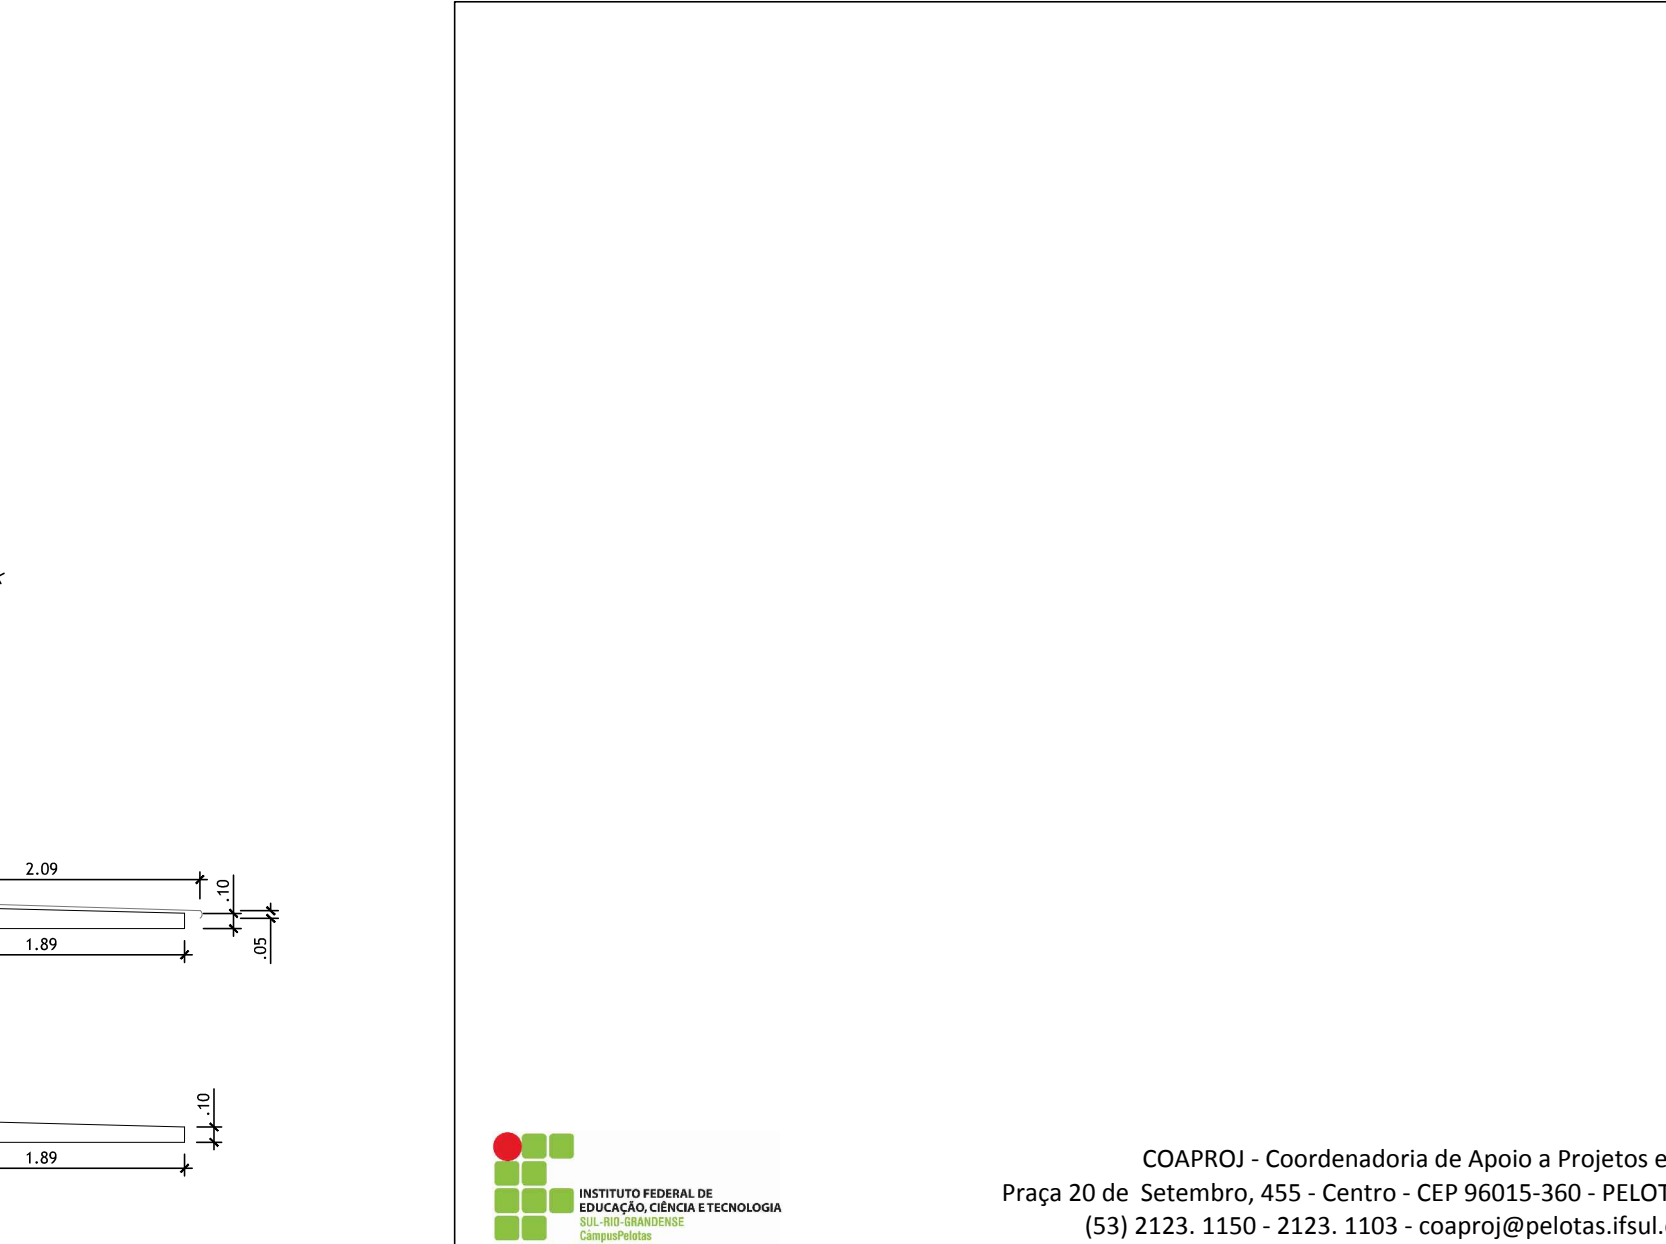 2.09
.10
1.89
.05
.10
1.89
INSTITUTO FEDERAL DE
EDUCAÇÃO, CIÊNCIA E TECNOLOGIA
SUL-RIO-GRANDENSE
CâmpusPelotas
COAPROJ - Coordenadoria de Apoio a Projetos e
Praça 20 de Setembro, 455 - Centro - CEP 96015-360 - PELOT
(53) 2123. 1150 - 2123. 1103 - coaproj@pelotas.ifsul.